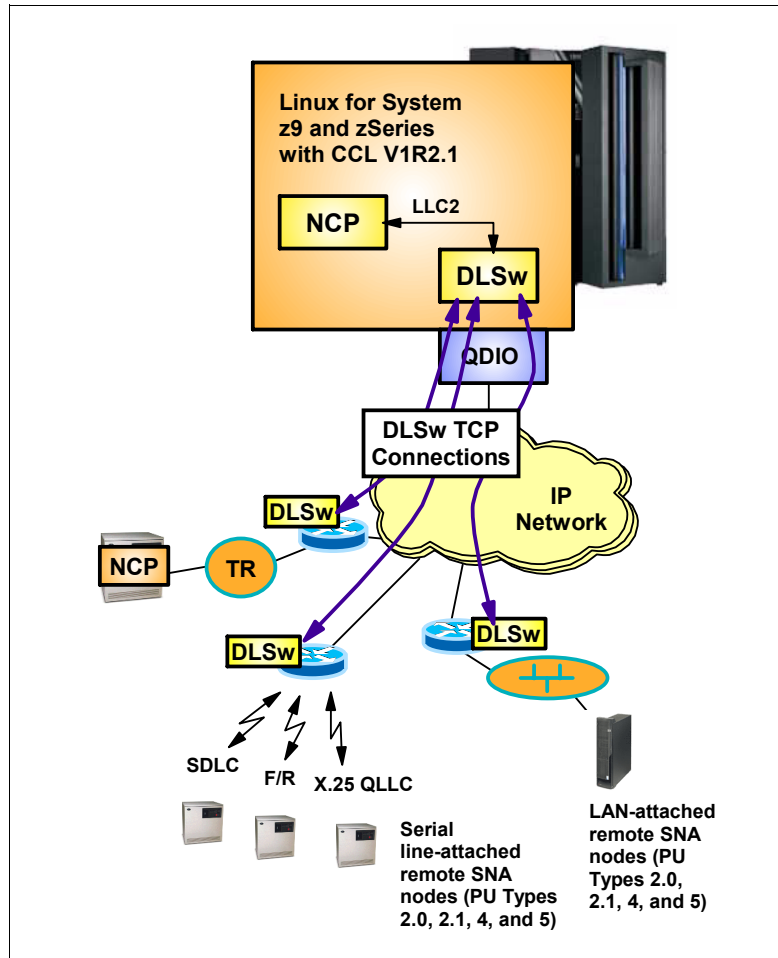 Linux for System
z9 and zSeries
with CCL V1R2.1
LLC2
NCP
DLSw
QDIO
DLSw TCP
Connections
IP
Network
DLSw
NCP
TR
DLSw
DLSw
SDLC
F/R
X.25 QLLC
Serial
line-attached
remote SNA
nodes (PU Types
2.0, 2.1, 4, and 5)
LAN-attached
remote SNA
nodes (PU
Types 2.0,
2.1, 4, and 5)